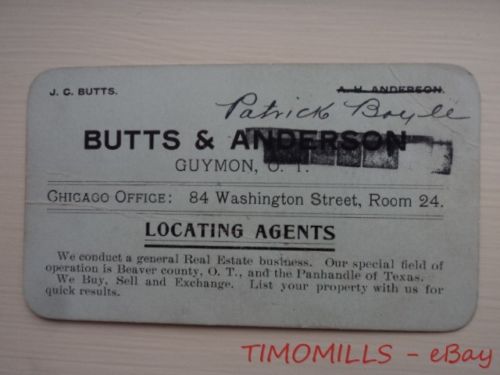 J. C. BUTTS.
A. H. ANDERSON.
Patrick Boyle
BUTTS & ANDERSON
GUYMON, O. T.
CHICAGO OFFICE: 84 Washington Street, Room 24.
LOCATING AGENTS
We conduct a general Real Estate business. Our special field of
operation is Beaver county, O. T., and the Panhandle of Texas.
We Buy, Sell and Exchange. List your property with us for
quick results.
TIMOMILLS - eBay